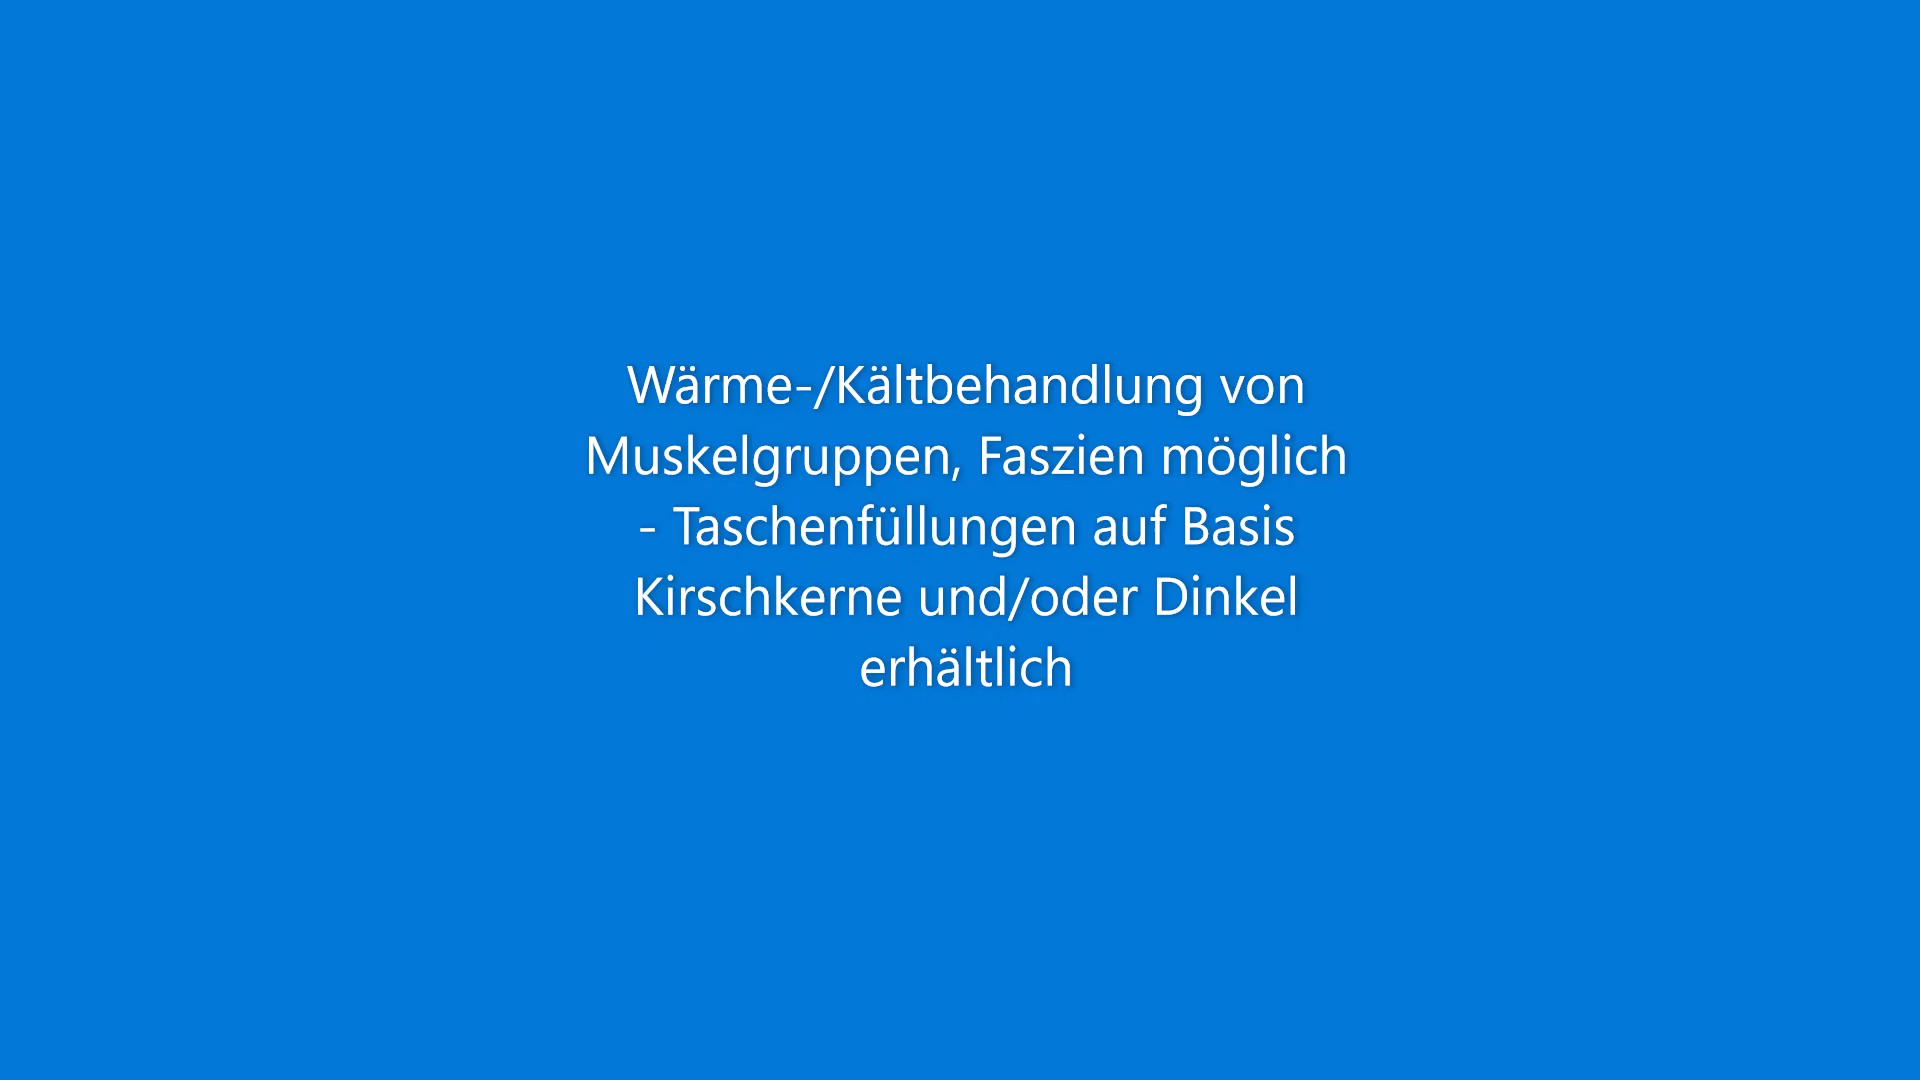 Wärme-/Kältbehandlung von
Muskelgruppen, Faszien möglich
- Taschenfüllungen auf Basis
Kirschkerne und/oder Dinkel
erhältlich